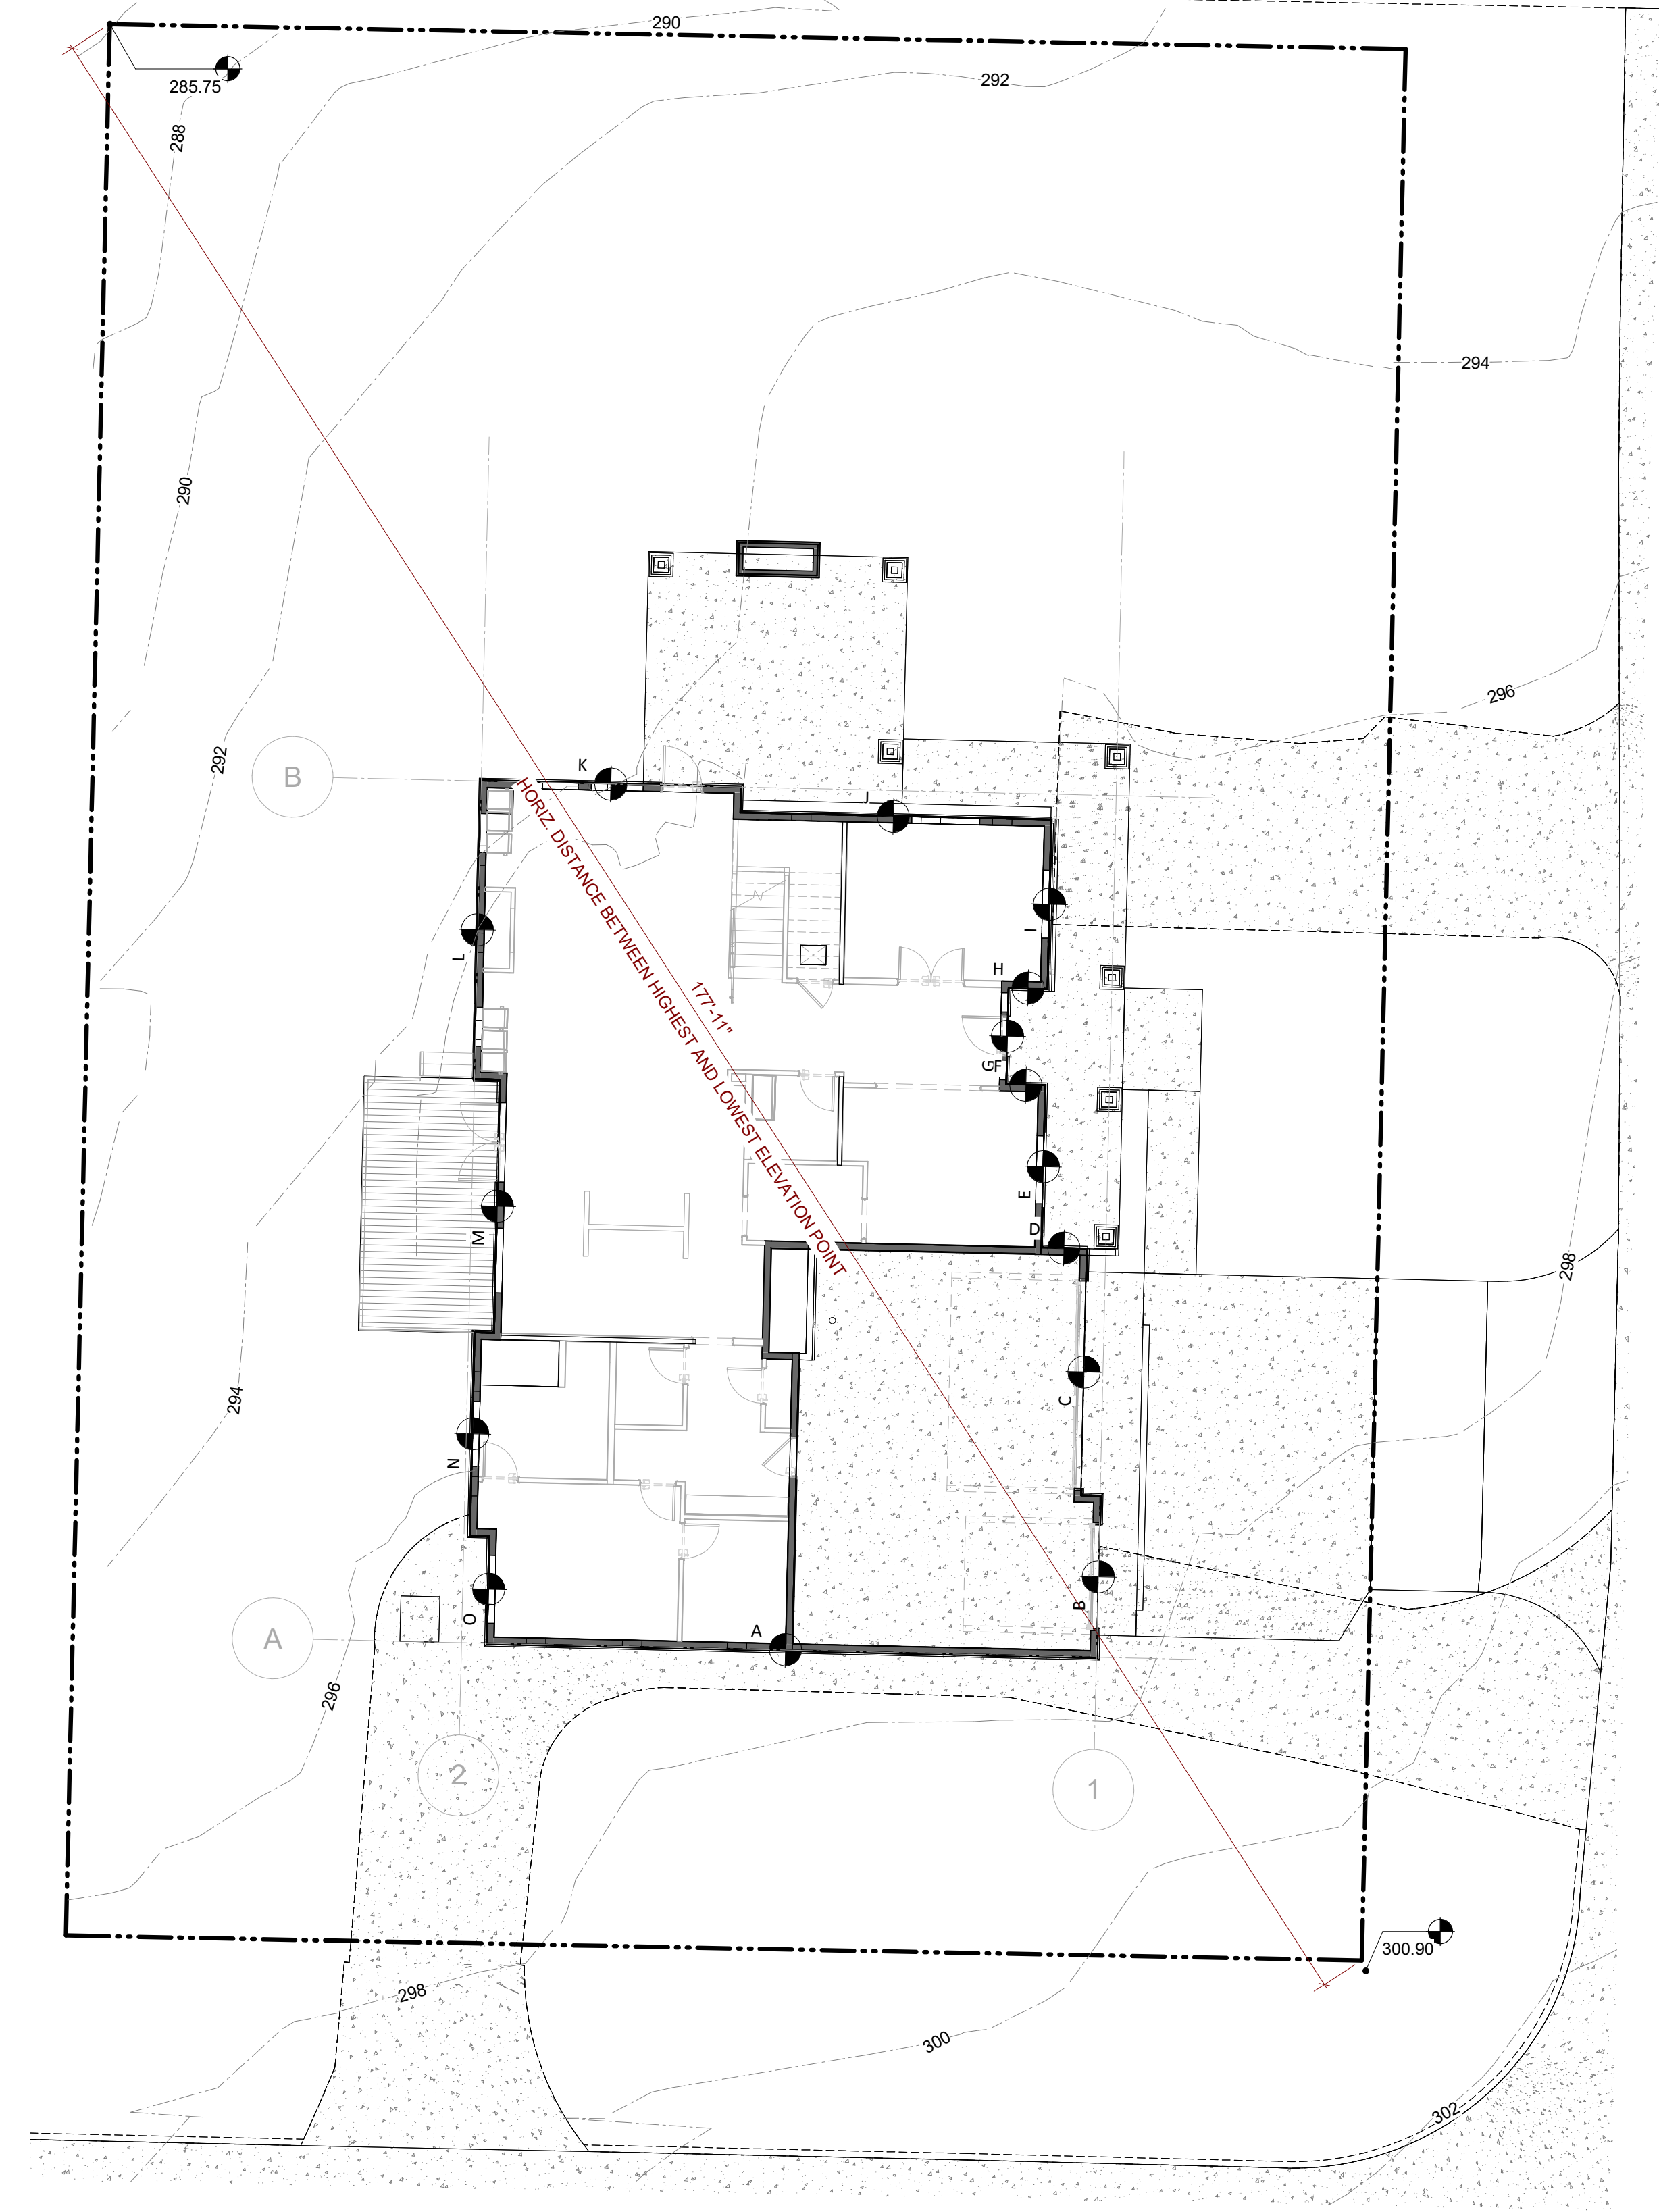 290
285.75
292
288
294
290
296
292
B
K
J
L
I
H
HORIZ. DISTANCE BETWEEN HIGHEST AND LOWEST ELEVATION POINT
177'-11"
GF
E
M
D
298
294
C
N
B
O
A
A
296
2
1
300.90
298
300
302